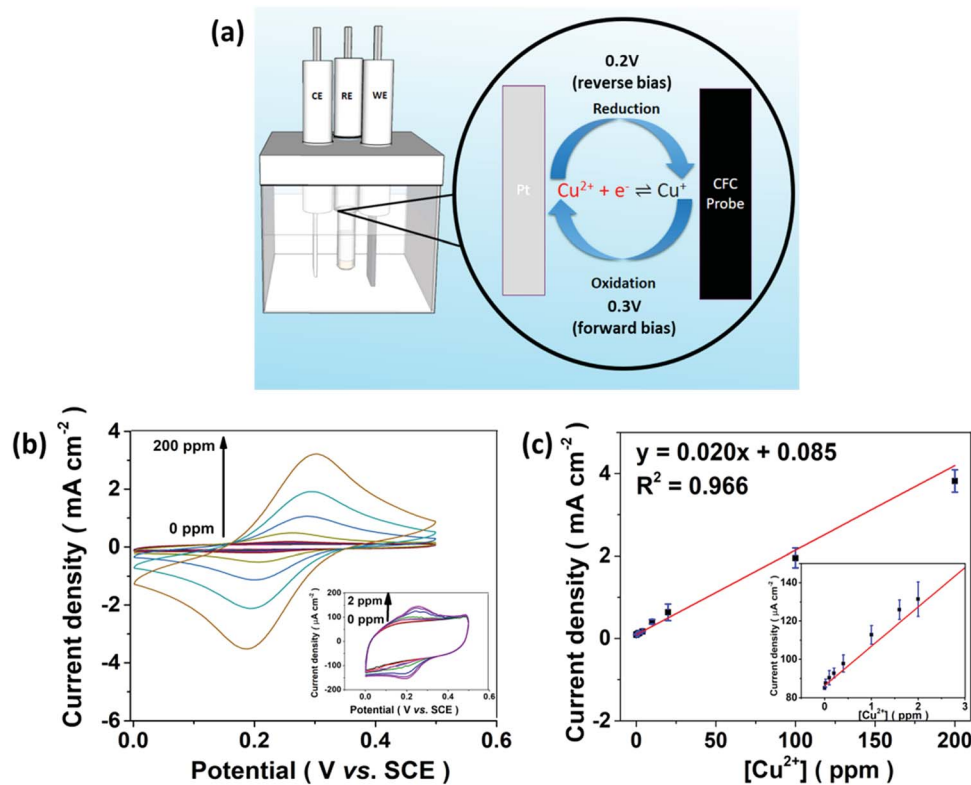 (a)
CE RE WE
0.2V
(reverse bias)
Reduction
Pt
Cu²⁺ + e⁻ ⇌ Cu⁺
CFC
Probe
Oxidation
0.3V
(forward bias)
(b)
Current density ( mA cm⁻²)
4
2
0
-2
-4
-6
200 ppm
0 ppm
Current density ( μA cm⁻²)
200
100
0
-100
-200
2 ppm
0 ppm
0.0 0.2 0.4 0.6
Potential ( V vs. SCE )
0.0 0.2 0.4 0.6
Potential ( V vs. SCE )
(c)
Current density ( mA cm⁻²)
6
4
2
0
-2
y = 0.020x + 0.085
R² = 0.966
Current density ( μA cm⁻²)
140
120
100
80
0 1 2 3
[Cu²⁺] ( ppm )
0 50 100 150 200
[Cu²⁺] ( ppm )